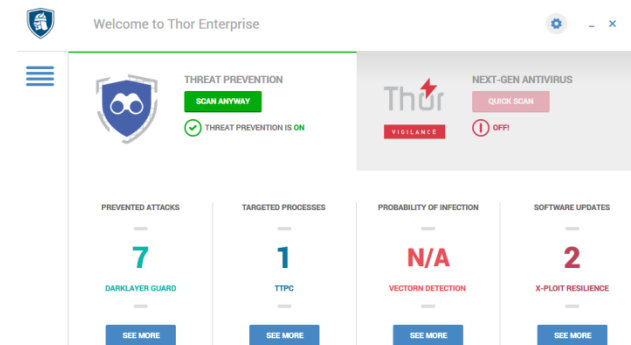 Welcome to Thor Enterprise
THREAT PREVENTION
SCAN ANYWAY
THREAT PREVENTION IS ON
Thor
VIGILANCE
NEXT-GEN ANTIVIRUS
QUICK SCAN
OFF!
PREVENTED ATTACKS
7
DARKLAYER GUARD
SEE MORE
TARGETED PROCESSES
1
TTPC
SEE MORE
PROBABILITY OF INFECTION
N/A
VECTORN DETECTION
SEE MORE
SOFTWARE UPDATES
2
X-PLOIT RESILIENCE
SEE MORE